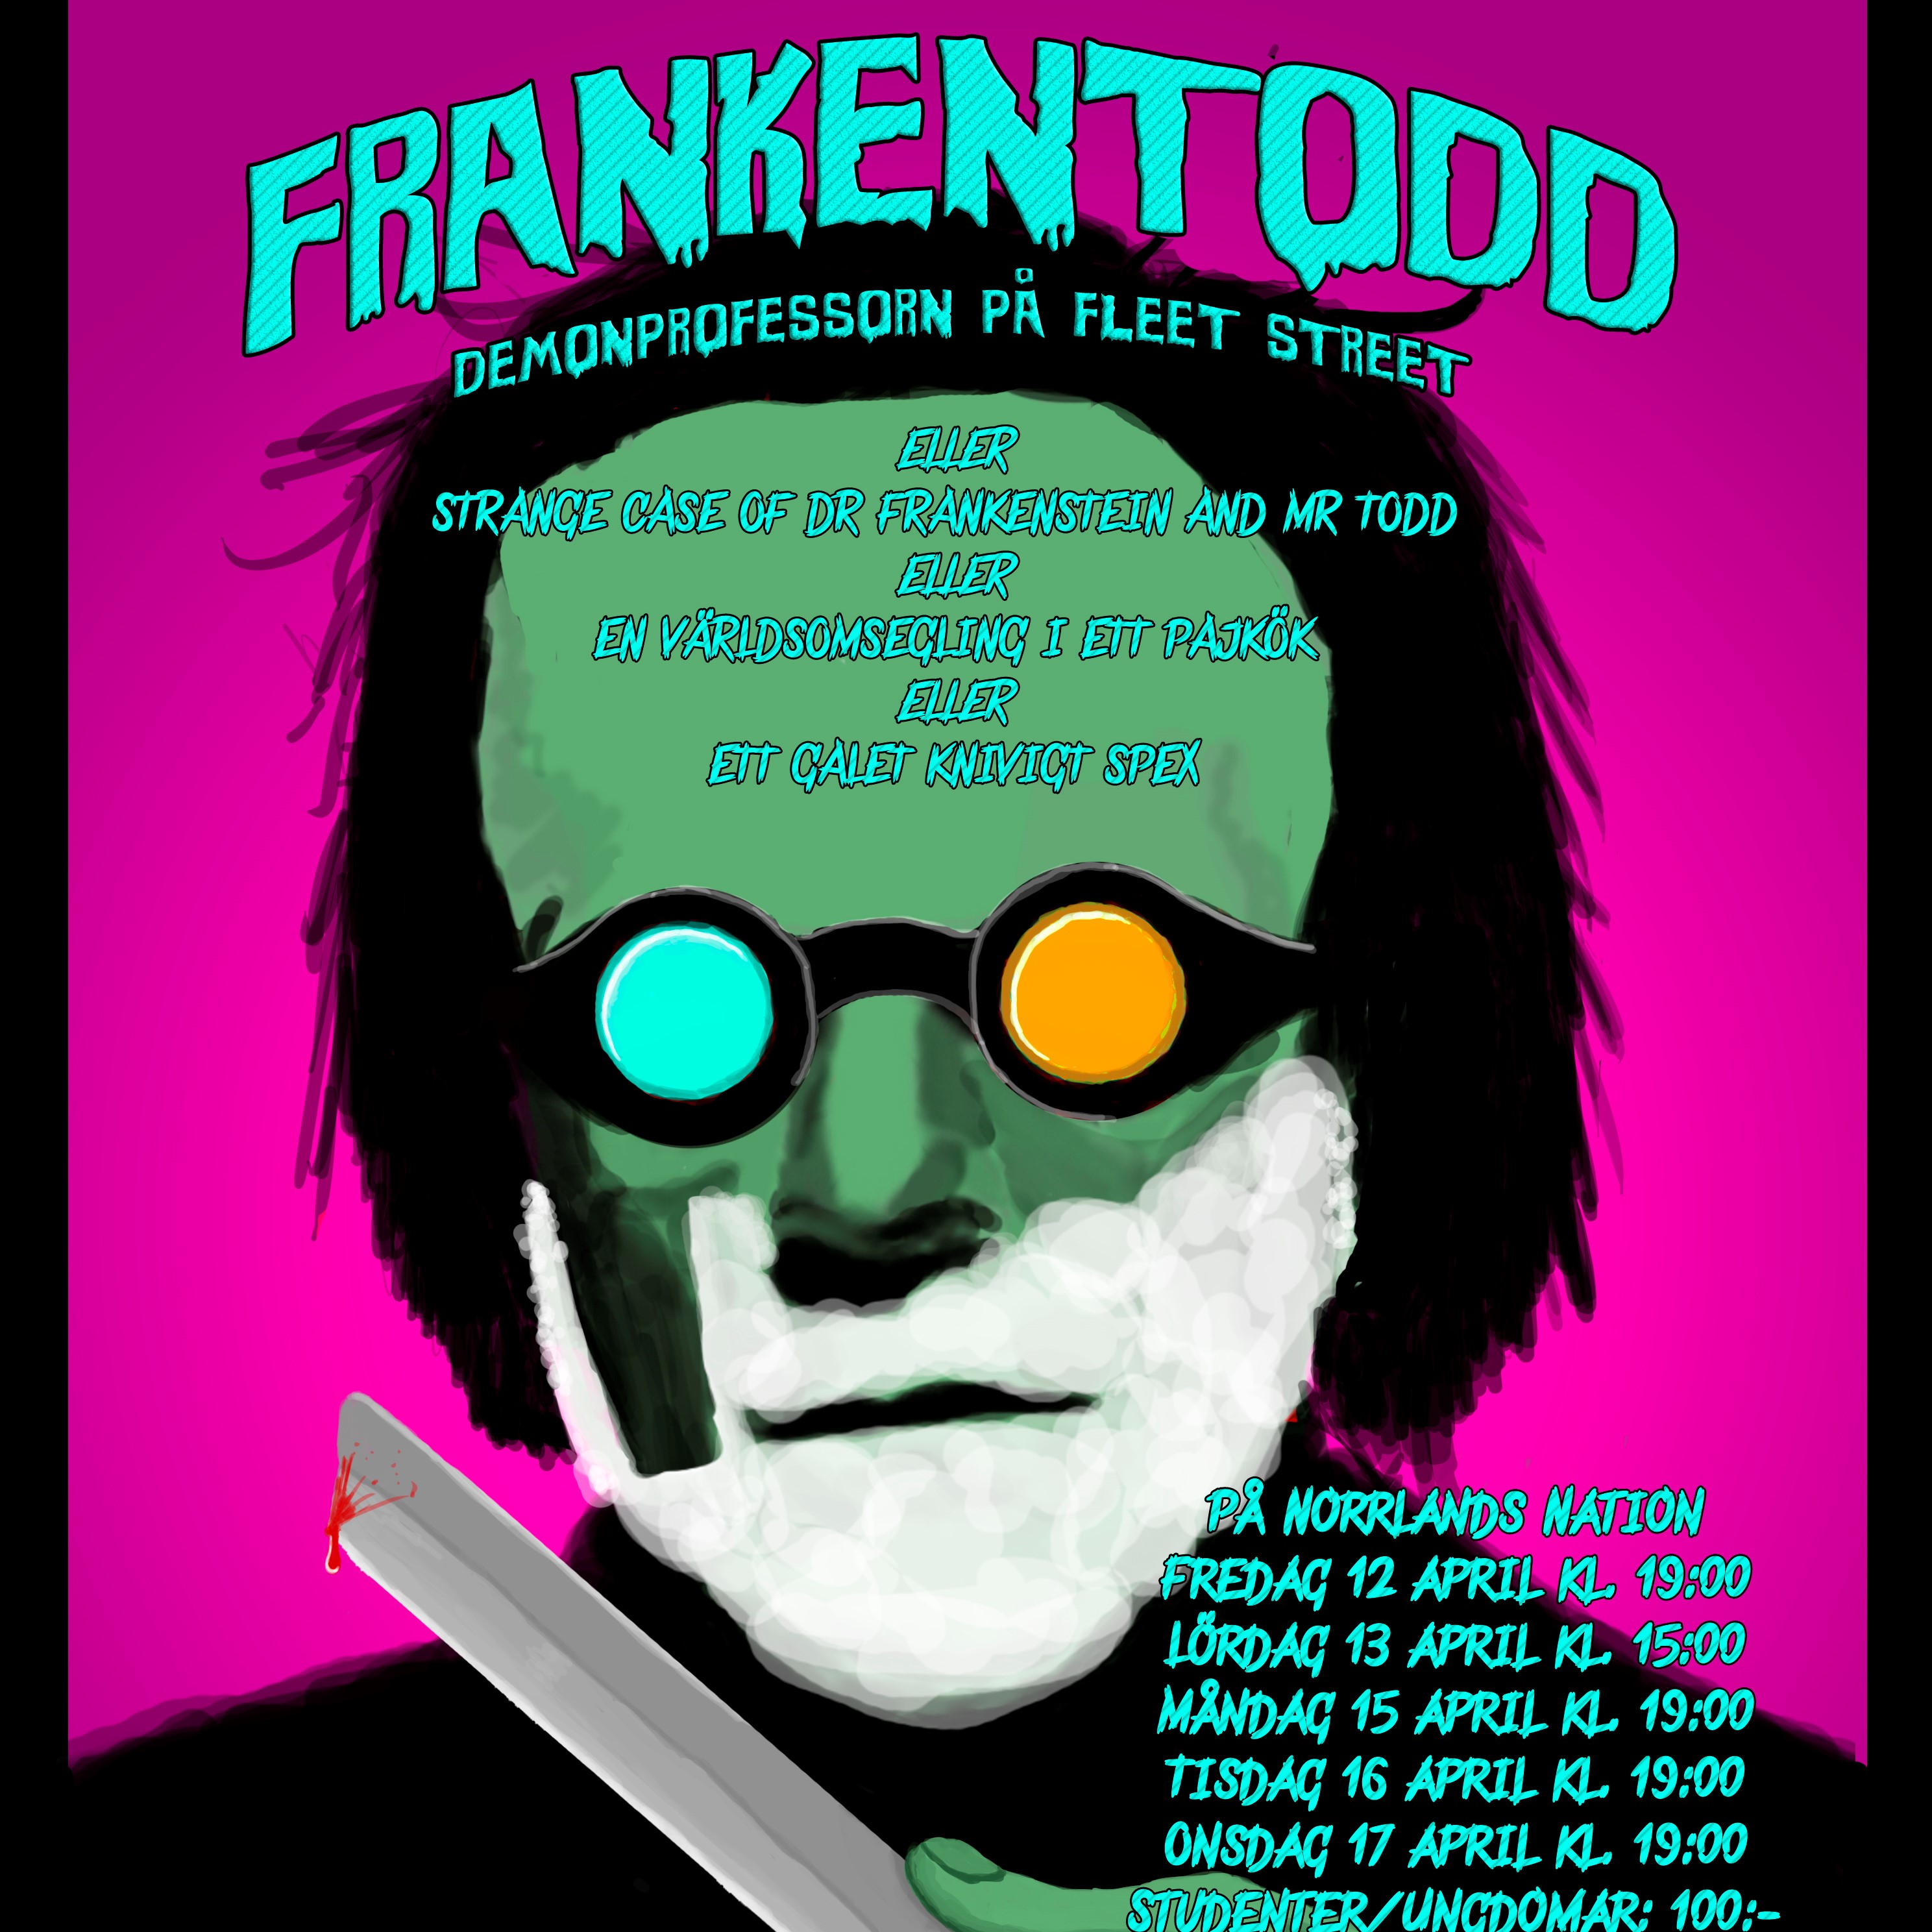 FRANKENTODD
DEMONPROFESSORN PÅ FLEET STREET
ELLER
STRANGE CASE OF DR FRANKENSTEIN AND MR TODD
ELLER
EN VÄRLDSOMSEGLING I ETT PAJKÖK
ELLER
ETT GALET KNIVIGT SPEX
PÅ NORRLANDS NATION
FREDAG 12 APRIL KL. 19:00
LÖRDAG 13 APRIL KL. 15:00
MÅNDAG 15 APRIL KL. 19:00
TISDAG 16 APRIL KL. 19:00
ONSDAG 17 APRIL KL. 19:00
STUDENTER/UNGDOMAR: 100:-